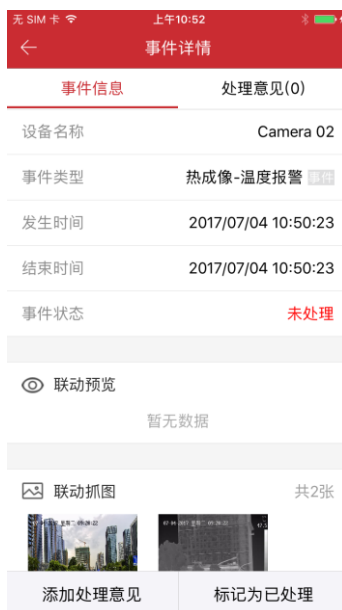 无 SIM 卡 上午10:52
事件详情
事件信息 处理意见(0)
设备名称 Camera 02
事件类型 热成像-温度报警 事件
发生时间 2017/07/04 10:50:23
结束时间 2017/07/04 10:50:23
事件状态 未处理
联动预览
暂无数据
联动抓图 共2张
添加处理意见 标记为已处理